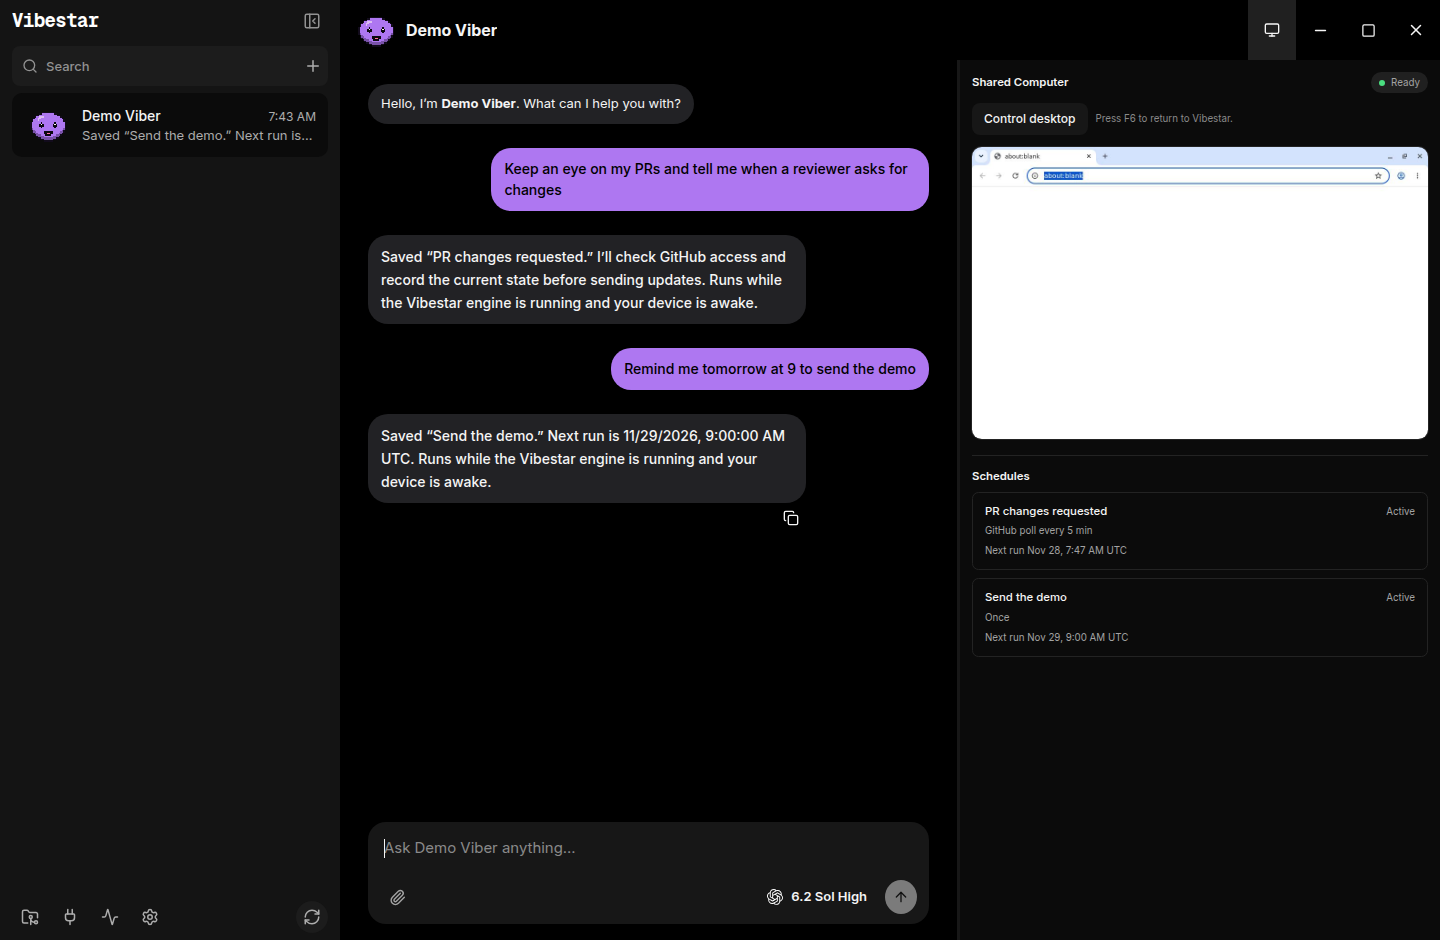 Vibestar
Search
Demo Viber
7:43 AM
Saved “Send the demo.” Next run is...
Demo Viber
Hello, I’m Demo Viber. What can I help you with?
Keep an eye on my PRs and tell me when a reviewer asks for
changes
Saved “PR changes requested.” I’ll check GitHub access and
record the current state before sending updates. Runs while
the Vibestar engine is running and your device is awake.
Remind me tomorrow at 9 to send the demo
Saved “Send the demo.” Next run is 11/29/2026, 9:00:00 AM
UTC. Runs while the Vibestar engine is running and your
device is awake.
Ask Demo Viber anything...
6.2 Sol High
Shared Computer
Ready
Control desktop
Press F6 to return to Vibestar.
about:blank
about:blank
Schedules
PR changes requested
Active
GitHub poll every 5 min
Next run Nov 28, 7:47 AM UTC
Send the demo
Active
Once
Next run Nov 29, 9:00 AM UTC